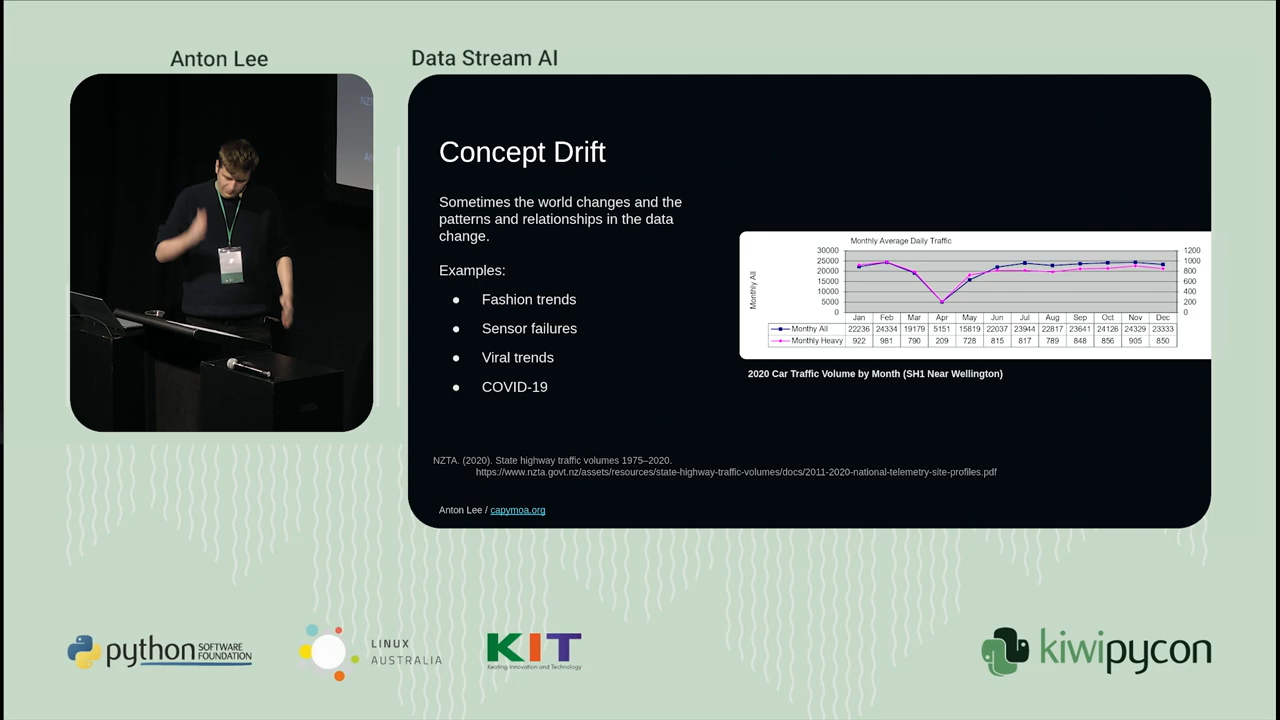 Anton Lee
Data Stream AI
Concept Drift
Sometimes the world changes and the
patterns and relationships in the data
change.
Examples:
● Fashion trends
● Sensor failures
● Viral trends
● COVID-19
Monthly Average Daily Traffic
Monthly All
30000
25000
20000
15000
10000
5000
0
1200
1000
800
600
400
200
0
Jan Feb Mar Apr May Jun Jul Aug Sep Oct Nov Dec
Monthy All 22236 24334 19179 5151 15819 22037 23944 22817 23641 24126 24329 23333
Monthly Heavy 922 981 790 209 728 815 817 789 848 856 905 850
2020 Car Traffic Volume by Month (SH1 Near Wellington)
NZTA. (2020). State highway traffic volumes 1975–2020.
https://www.nzta.govt.nz/assets/resources/state-highway-traffic-volumes/docs/2011-2020-national-telemetry-site-profiles.pdf
Anton Lee / capymoa.org
python SOFTWARE
FOUNDATION
LINUX
AUSTRALIA
KIT
Keating Innovation and Technology
kiwipycon